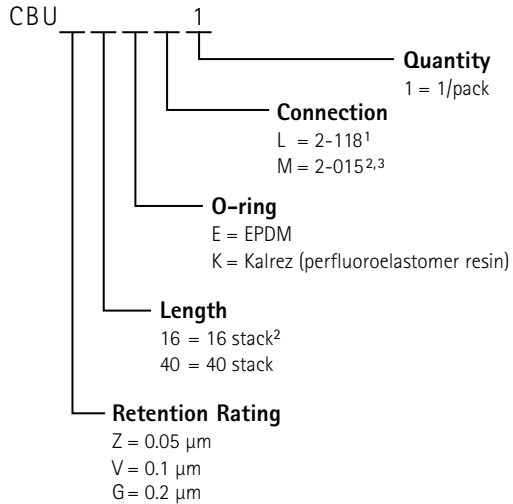 CBU 1
Quantity
1 = 1/pack
Connection
L = 2-118¹
M = 2-015²,³
O-ring
E = EPDM
K = Kalrez (perfluoroelastomer resin)
Length
16 = 16 stack²
40 = 40 stack
Retention Rating
Z = 0.05 µm
V = 0.1 µm
G = 0.2 µm